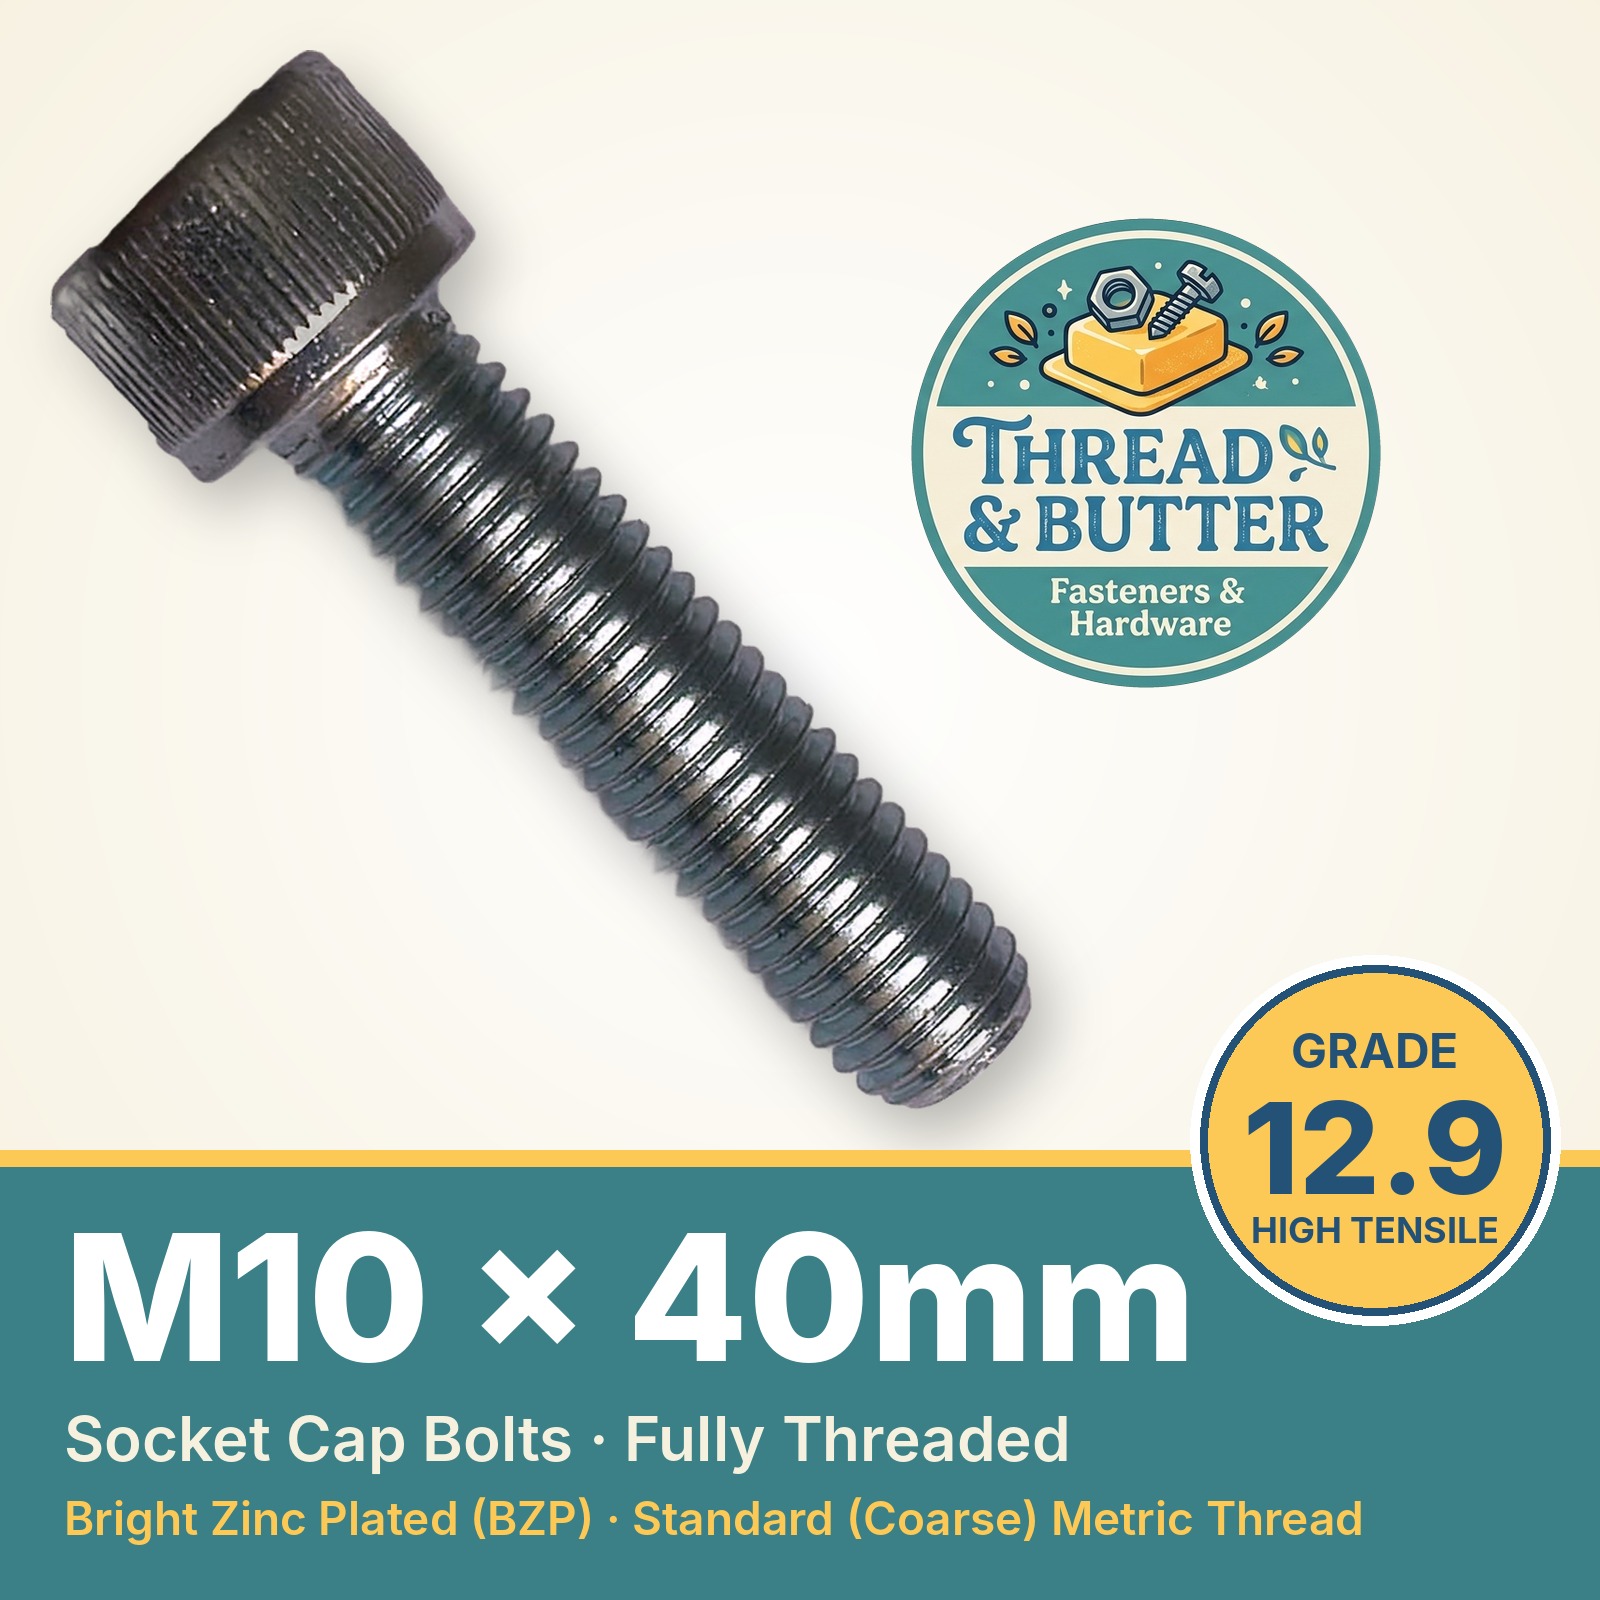 THREAD
& BUTTER
Fasteners &
Hardware
GRADE
12.9
HIGH TENSILE
M10 × 40mm
Socket Cap Bolts · Fully Threaded
Bright Zinc Plated (BZP) · Standard (Coarse) Metric Thread